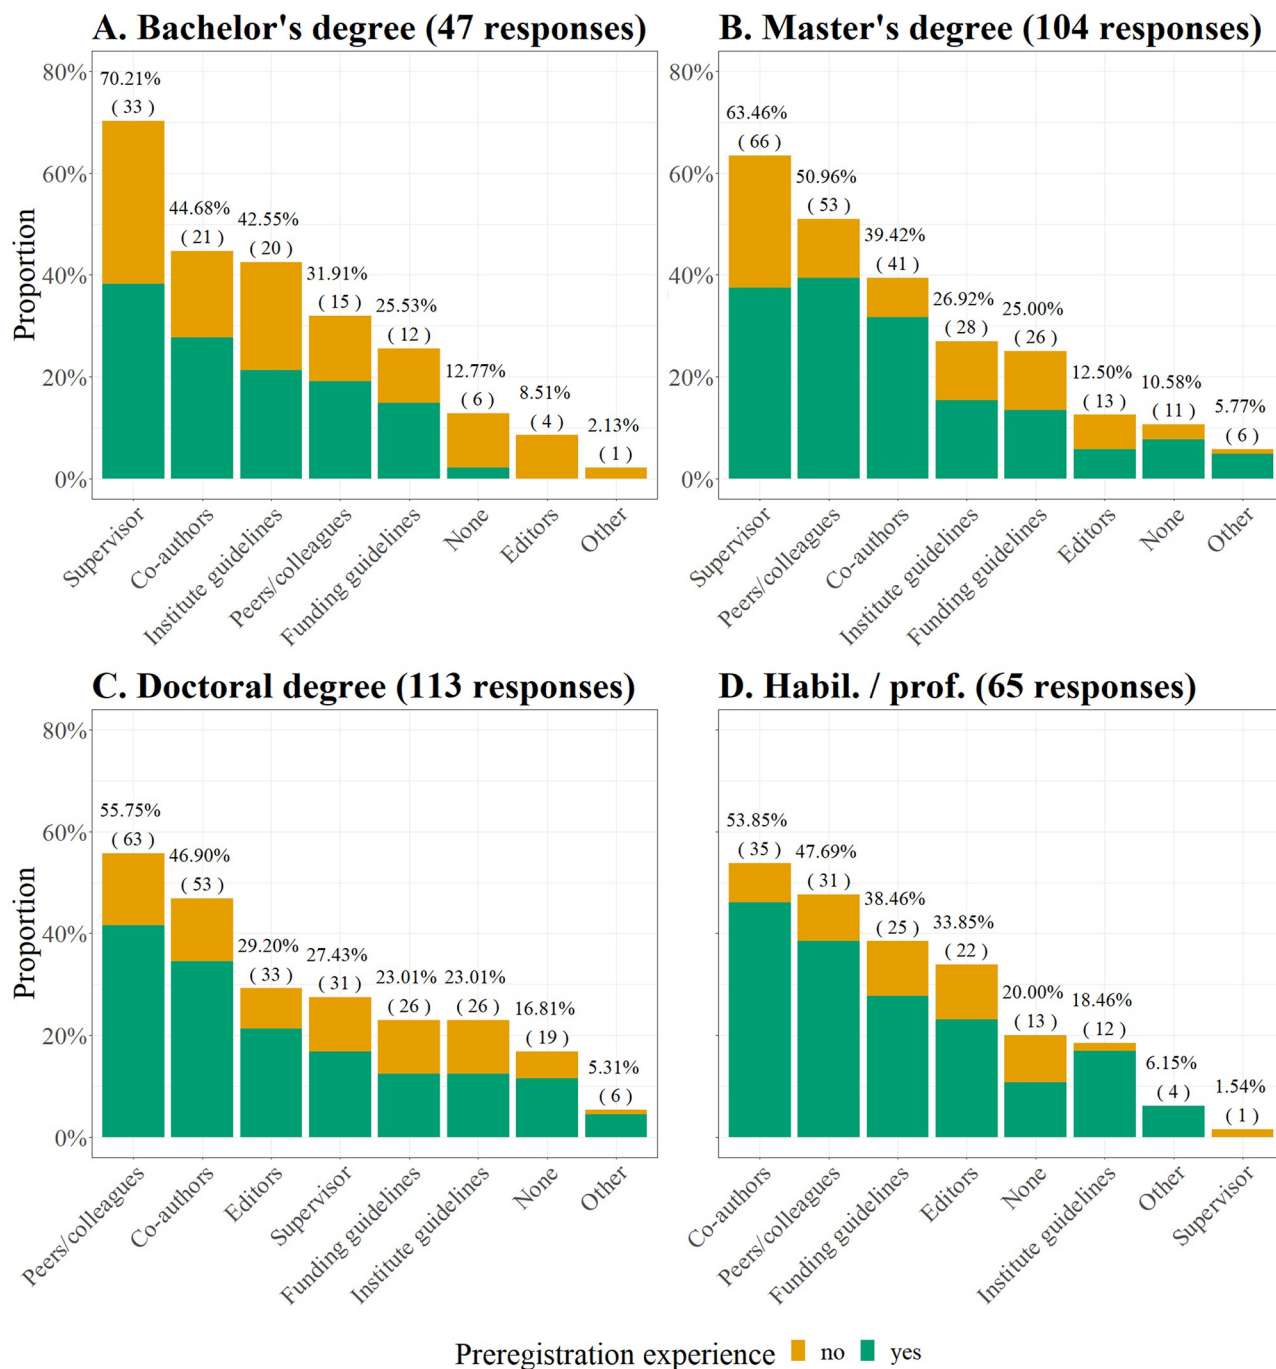 A. Bachelor's degree (47 responses)
80%
60%
40%
20%
0%
Proportion
70.21%
( 33 )
44.68%
( 21 )
42.55%
( 20 )
31.91%
( 15 )
25.53%
( 12 )
12.77%
( 6 )
8.51%
( 4 )
2.13%
( 1 )
Supervisor
Co-authors
Institute guidelines
Peers/colleagues
Funding guidelines
None
Editors
Other
B. Master's degree (104 responses)
80%
60%
40%
20%
0%
63.46%
( 66 )
50.96%
( 53 )
39.42%
( 41 )
26.92%
( 28 )
25.00%
( 26 )
12.50%
( 13 )
10.58%
( 11 )
5.77%
( 6 )
Supervisor
Peers/colleagues
Co-authors
Institute guidelines
Funding guidelines
Editors
None
Other
C. Doctoral degree (113 responses)
80%
60%
40%
20%
0%
Proportion
55.75%
( 63 )
46.90%
( 53 )
29.20%
( 33 )
27.43%
( 31 )
23.01%
( 26 )
23.01%
( 26 )
16.81%
( 19 )
5.31%
( 6 )
Peers/colleagues
Co-authors
Editors
Supervisor
Funding guidelines
Institute guidelines
None
Other
D. Habil. / prof. (65 responses)
53.85%
( 35 )
47.69%
( 31 )
38.46%
( 25 )
33.85%
( 22 )
20.00%
( 13 )
18.46%
( 12 )
6.15%
( 4 )
1.54%
( 1 )
Co-authors
Peers/colleagues
Funding guidelines
Editors
None
Institute guidelines
Other
Supervisor
Preregistration experience no yes